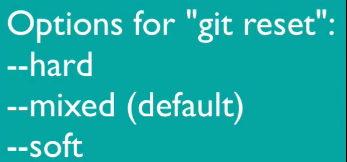 Options for "git reset":
--hard
--mixed (default)
--soft